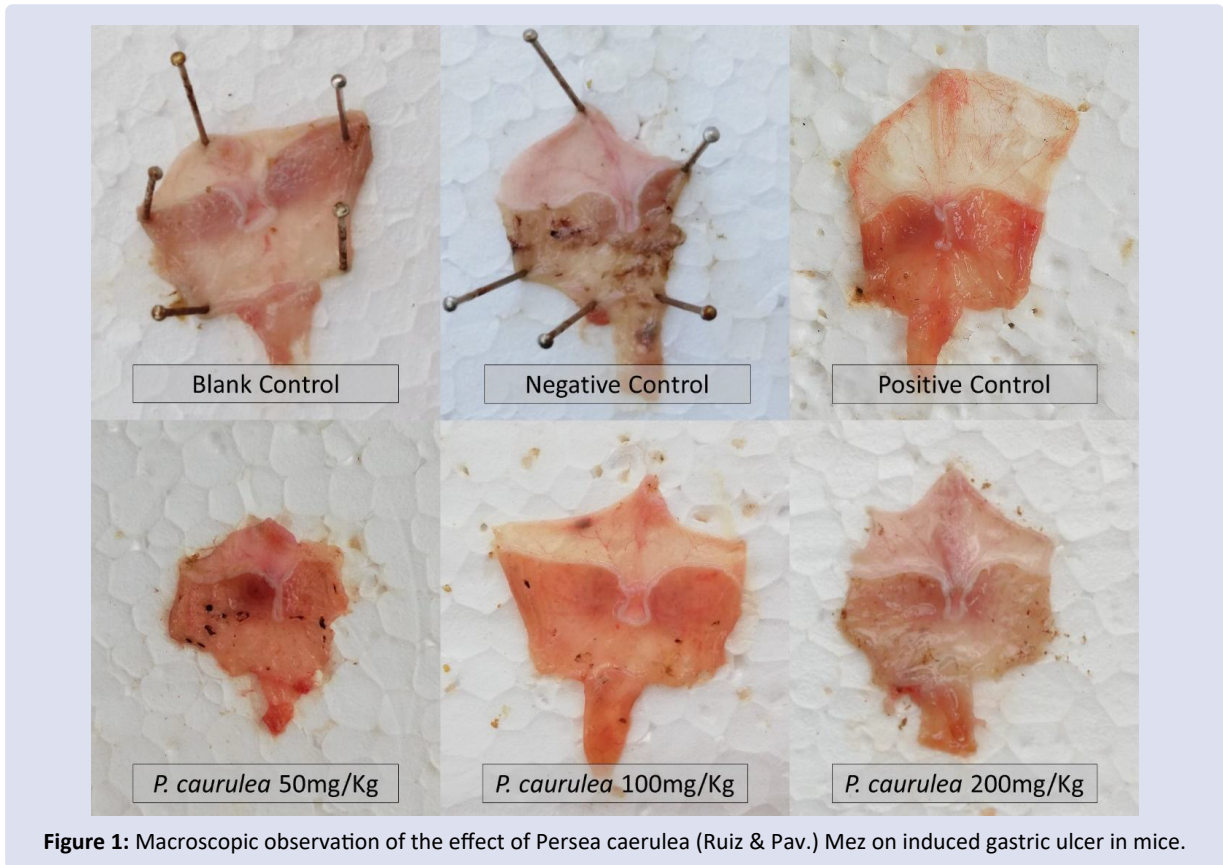 Blank Control
Negative Control
Positive Control
P. caurulea 50mg/Kg
P. caurulea 100mg/Kg
P. caurulea 200mg/Kg
Figure 1: Macroscopic observation of the effect of Persea caerulea (Ruiz & Pav.) Mez on induced gastric ulcer in mice.